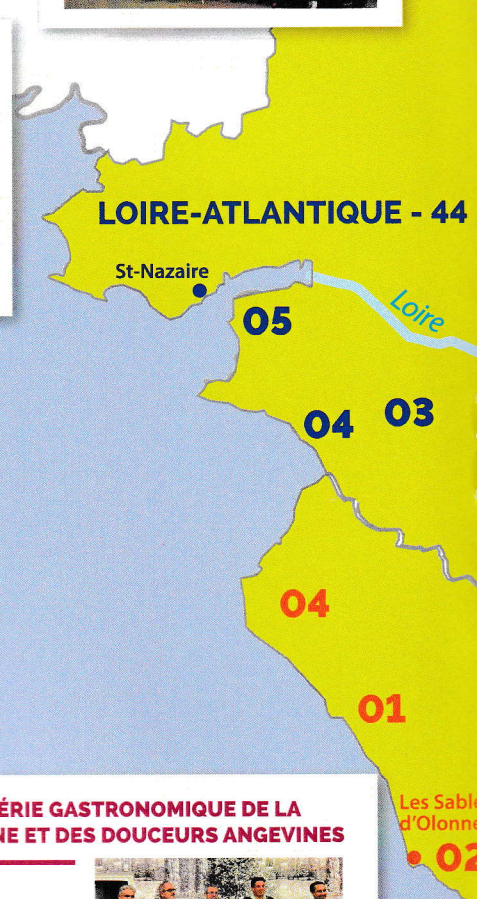 LOIRE-ATLANTIQUE - 44
St-Nazaire
Loire
05
04
03
04
01
Les Sable
d'Olonne
02
ÉRIE GASTRONOMIQUE DE LA
NE ET DES DOUCEURS ANGEVINES